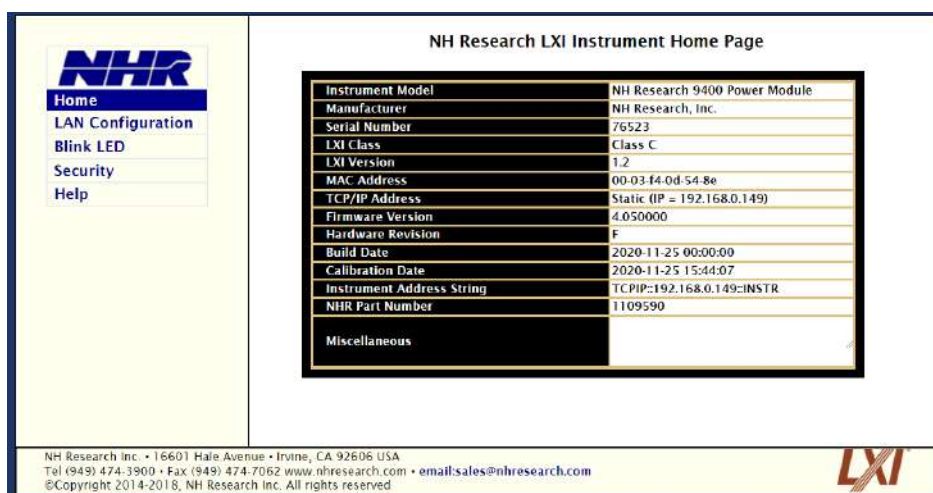 NH Research LXI Instrument Home Page
NHR
Home
LAN Configuration
Blink LED
Security
Help
Instrument Model NH Research 9400 Power Module
Manufacturer NH Research, Inc.
Serial Number 76523
LXI Class Class C
LXI Version 1.2
MAC Address 00-03-f4-0d-54-8e
TCP/IP Address Static (IP = 192.168.0.149)
Firmware Version 4.050000
Hardware Revision F
Build Date 2020-11-25 00:00:00
Calibration Date 2020-11-25 15:44:07
Instrument Address String TCPIP::192.168.0.149::INSTR
NHR Part Number 1109590
Miscellaneous
NH Research Inc. • 16601 Hale Avenue • Irvine, CA 92606 USA
Tel (949) 474-3900 • Fax (949) 474-7062 www.nhresearch.com • email:sales@nhresearch.com
©Copyright 2014-2018, NH Research Inc. All rights reserved
LXI